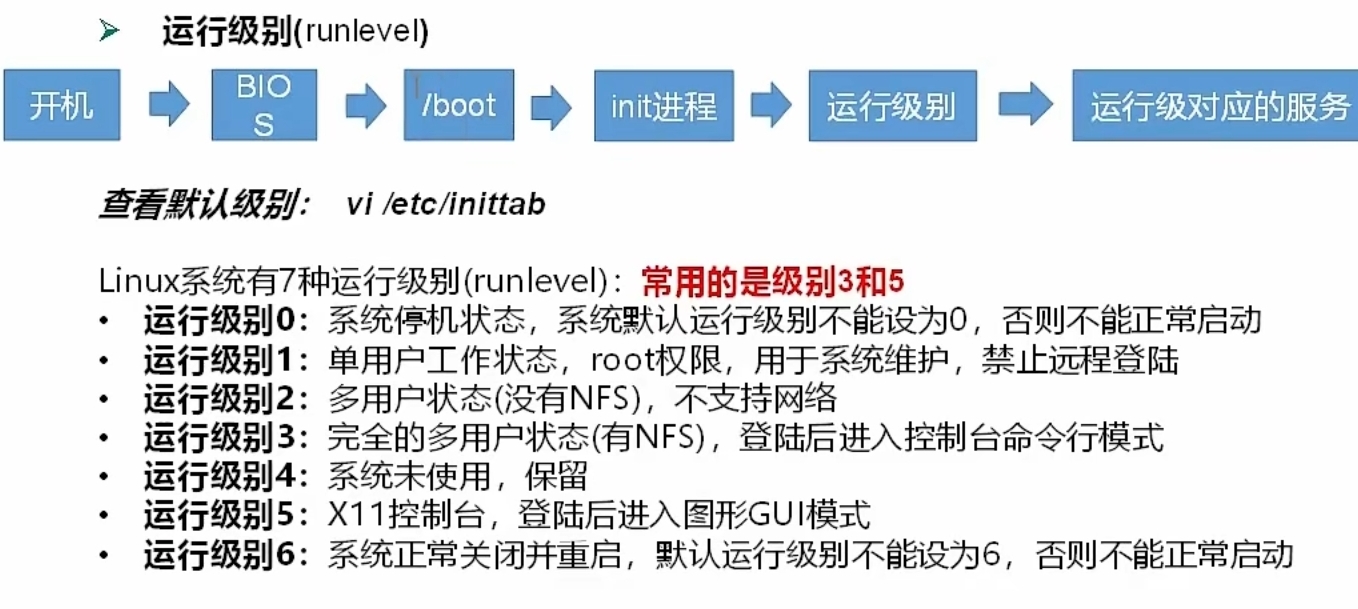 ➢ 运行级别(runlevel)
开机
BIO
S
/boot
init进程
运行级别
运行级对应的服务
查看默认级别： vi /etc/inittab
Linux系统有7种运行级别(runlevel)：常用的是级别3和5
• 运行级别0：系统停机状态，系统默认运行级别不能设为0，否则不能正常启动
• 运行级别1：单用户工作状态，root权限，用于系统维护，禁止远程登陆
• 运行级别2：多用户状态(没有NFS)，不支持网络
• 运行级别3：完全的多用户状态(有NFS)，登陆后进入控制台命令行模式
• 运行级别4：系统未使用，保留
• 运行级别5：X11控制台，登陆后进入图形GUI模式
• 运行级别6：系统正常关闭并重启，默认运行级别不能设为6，否则不能正常启动